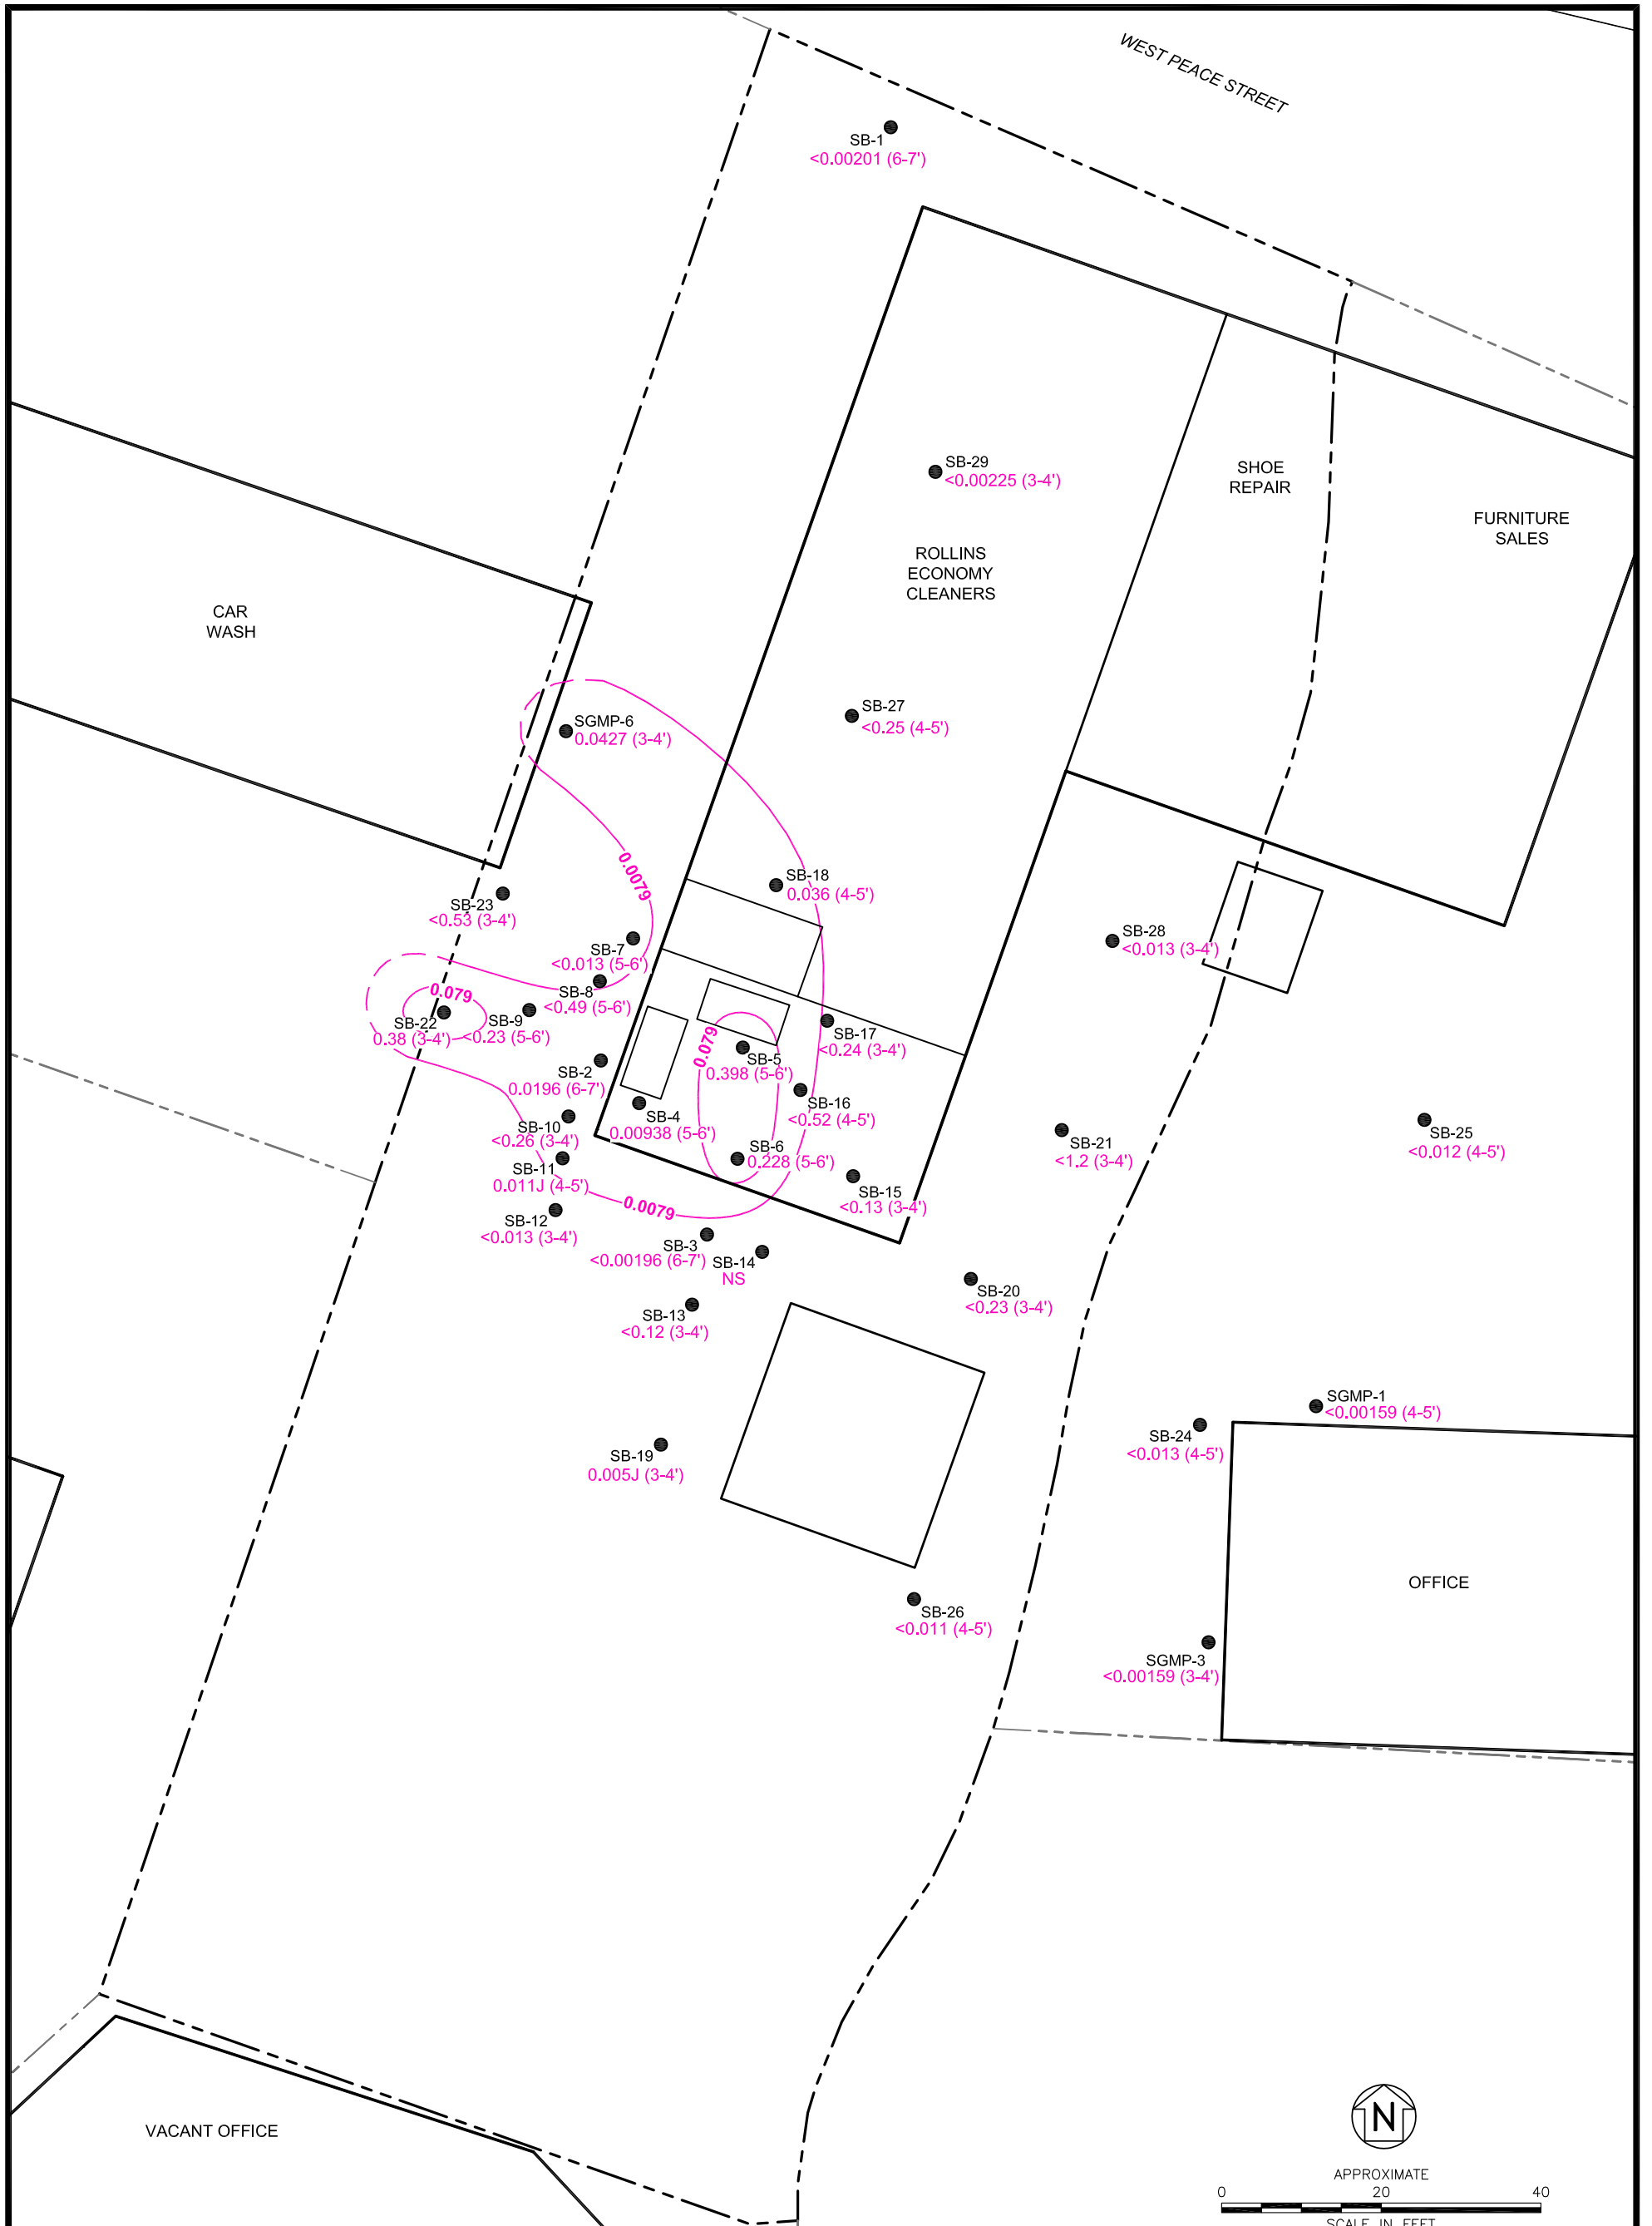 WEST PEACE STREET
SB-1
<0.00201 (6-7')
SB-29
<0.00225 (3-4')
SHOE
REPAIR
FURNITURE
SALES
ROLLINS
ECONOMY
CLEANERS
CAR
WASH
SGMP-6
0.0427 (3-4')
SB-27
<0.25 (4-5')
0.0079
SB-18
0.036 (4-5')
SB-23
<0.53 (3-4')
SB-7
<0.013 (5-6')
SB-28
<0.013 (3-4')
0.079
SB-8
<0.49 (5-6')
SB-22
0.38 (3-4')
SB-9
<0.23 (5-6')
0.079
SB-17
<0.24 (3-4')
SB-5
0.398 (5-6')
SB-2
0.0196 (6-7')
SB-16
<0.52 (4-5')
SB-4
0.00938 (5-6')
SB-10
<0.26 (3-4')
SB-21
<1.2 (3-4')
SB-25
<0.012 (4-5')
SB-6
0.228 (5-6')
SB-11
0.011J (4-5')
SB-15
<0.13 (3-4')
0.0079
SB-12
<0.013 (3-4')
SB-3
<0.00196 (6-7')
SB-14
NS
SB-20
<0.23 (3-4')
SB-13
<0.12 (3-4')
SGMP-1
<0.00159 (4-5')
SB-24
<0.013 (4-5')
SB-19
0.005J (3-4')
OFFICE
SB-26
<0.011 (4-5')
SGMP-3
<0.00159 (3-4')
VACANT OFFICE
N
APPROXIMATE
0 20 40
SCALE IN FEET